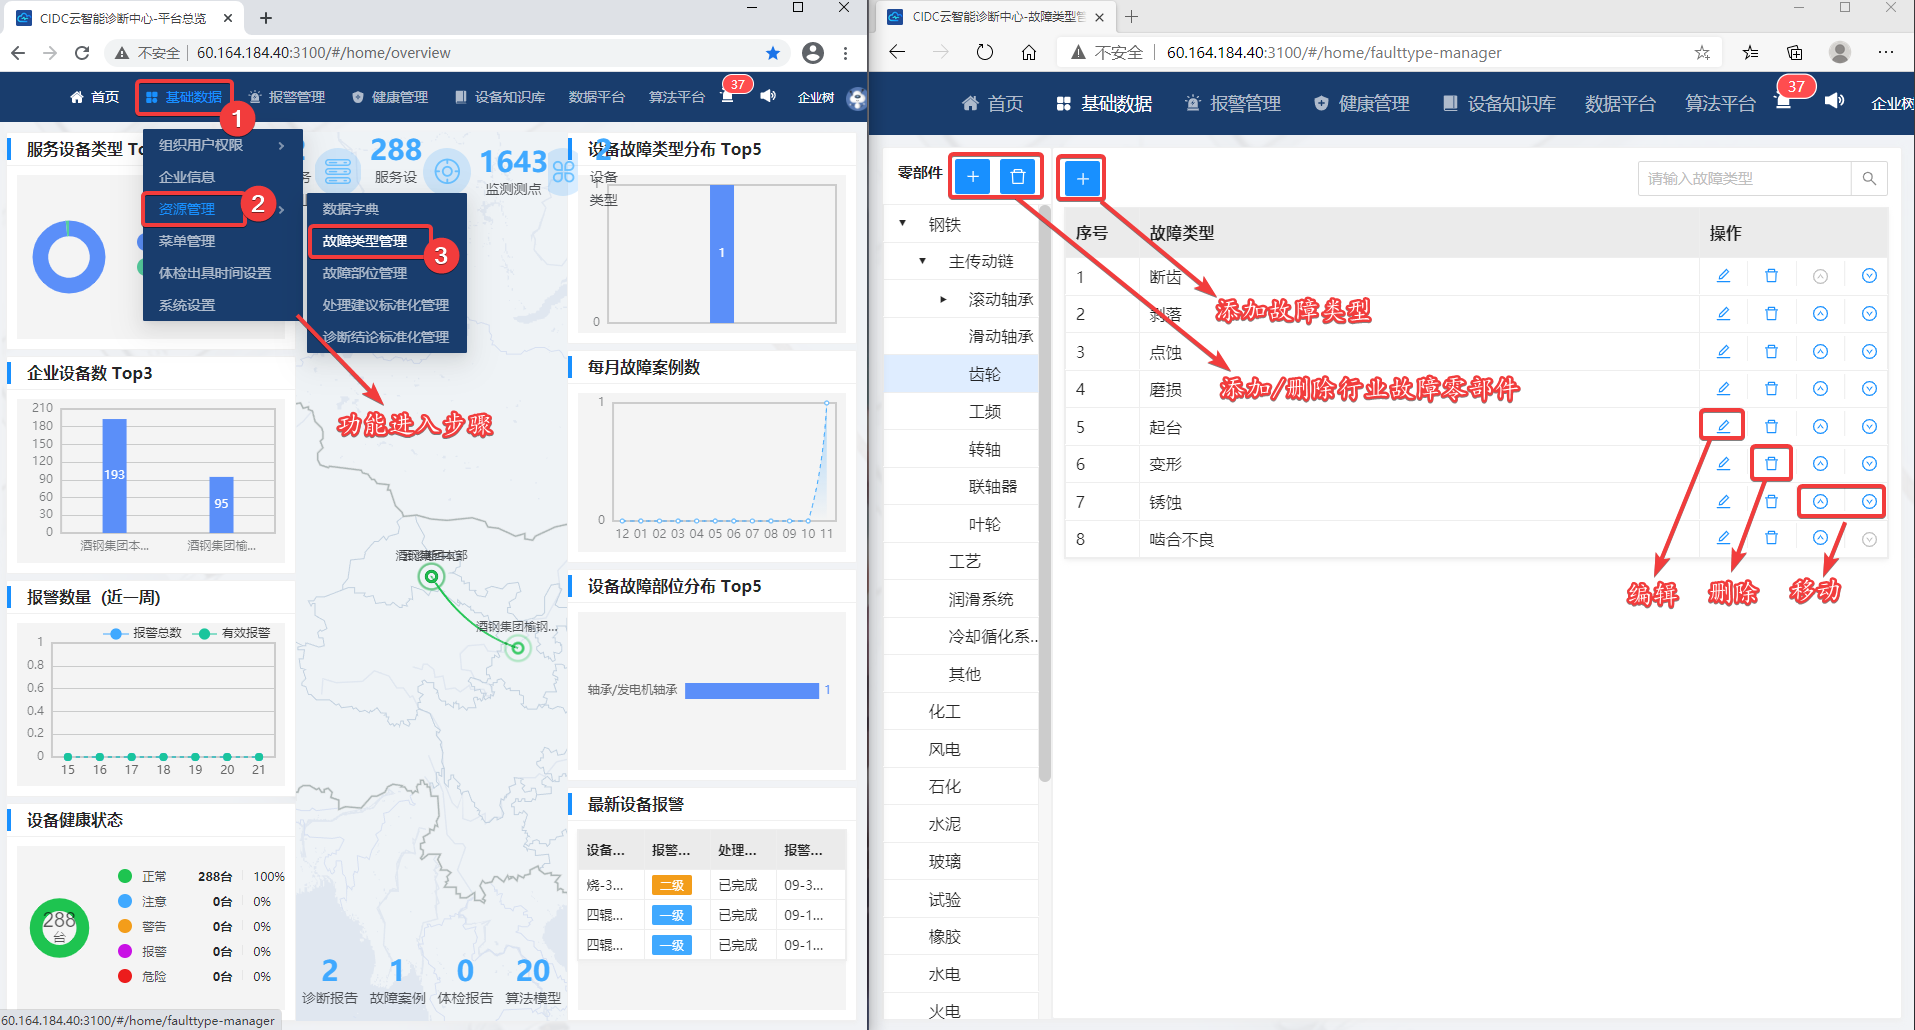 CIDC云智能诊断中心-平台总览
不安全 60.164.184.40:3100/#/home/overview
首页 基础数据 报警管理 健康管理 设备知识库 数据平台 算法平台 37 企业树
1
组织用户权限
企业信息
资源管理 2
菜单管理
体检出具时间设置
系统设置
数据字典
故障类型管理 3
故障部位管理
处理建议标准化管理
诊断结论标准化管理
功能进入步骤
服务设备类型 To
288
服务设
1643
监测测点
2
设备
类型
企业设备数 Top3
210
180
150
120
90
60
30
0
193
95
酒钢集团本...
酒钢集团榆...
报警数量（近一周)
报警总数 有效报警
1
0.8
0.6
0.4
0.2
0
15 16 17 18 19 20 21
设备健康状态
288
台
正常 288台 100%
注意 0台 0%
警告 0台 0%
报警 0台 0%
危险 0台 0%
酒钢集团榆钢...
2
诊断报告
1
故障案例
0
体检报告
20
算法模型
设备故障类型分布 Top5
1
0
1
每月故障案例数
1
0
12 01 02 03 04 05 06 07 08 09 10 11
设备故障部位分布 Top5
轴承/发电机轴承 1
最新设备报警
设备... 报警... 处理... 报警...
烧-3... 二级 已完成 09-3...
四辊... 一级 已完成 09-1...
四辊... 一级 已完成 09-1...
60.164.184.40:3100/#/home/faulttype-manager
CIDC云智能诊断中心-故障类型管
不安全 60.164.184.40:3100/#/home/faulttype-manager
首页 基础数据 报警管理 健康管理 设备知识库 数据平台 算法平台 37 企业树
零部件
钢铁
主传动链
滚动轴承
滑动轴承
齿轮
工频
转轴
联轴器
叶轮
工艺
润滑系统
冷却循化系...
其他
化工
风电
石化
水泥
玻璃
试验
橡胶
水电
火电
请输入故障类型
序号 故障类型 操作
1 断齿
2 剥落
3 点蚀
4 磨损
5 起台
6 变形
7 锈蚀
8 啮合不良
添加故障类型
添加/删除行业故障零部件
编辑 删除 移动